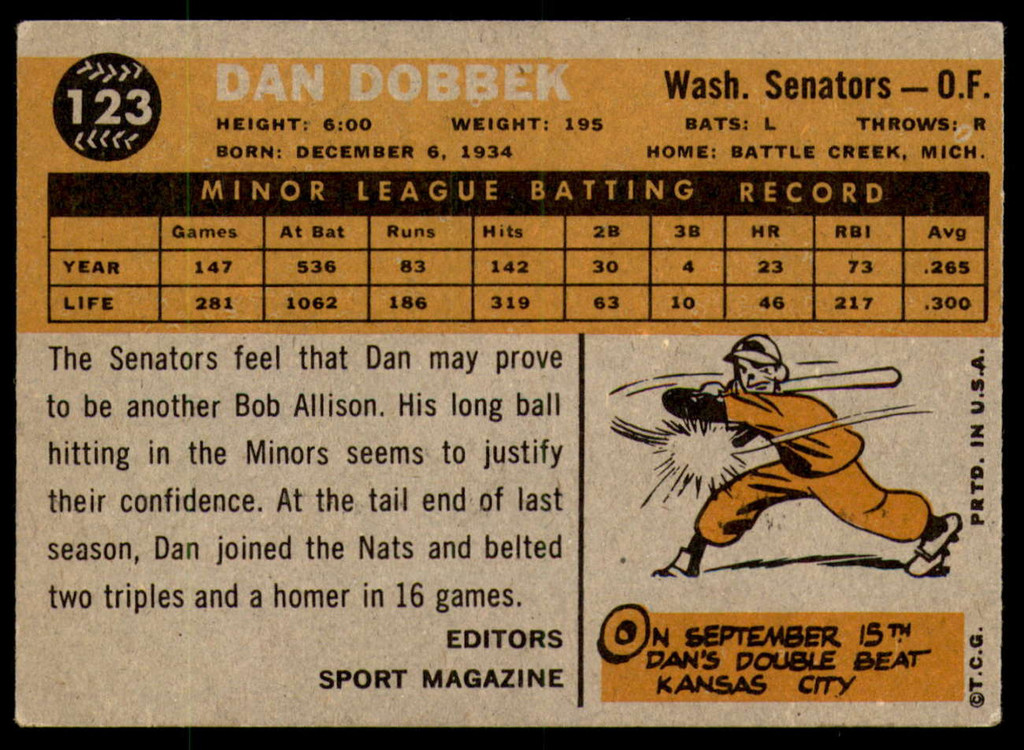 123
DAN DOBBEK
Wash. Senators — O.F.
HEIGHT: 6:00 WEIGHT: 195 BATS: L THROWS: R
BORN: DECEMBER 6, 1934 HOME: BATTLE CREEK, MICH.
MINOR LEAGUE BATTING RECORD
Games At Bat Runs Hits 2B 3B HR RBI Avg
YEAR 147 536 83 142 30 4 23 73 .265
LIFE 281 1062 186 319 63 10 46 217 .300
The Senators feel that Dan may prove
to be another Bob Allison. His long ball
hitting in the Minors seems to justify
their confidence. At the tail end of last
season, Dan joined the Nats and belted
two triples and a homer in 16 games.
EDITORS
SPORT MAGAZINE
ON SEPTEMBER 15TH
DAN'S DOUBLE BEAT
KANSAS CITY
©T.C.G. PRTD. IN U.S.A.